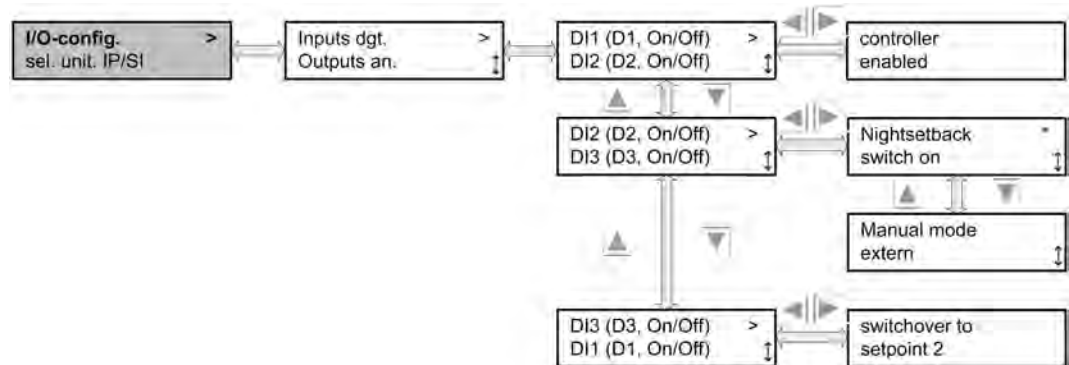 I/O-config. >
sel. unit. IP/SI
Inputs dgt. >
Outputs an.
DI1 (D1, On/Off) >
DI2 (D2, On/Off)
controller
enabled
DI2 (D2, On/Off) >
DI3 (D3, On/Off)
Nightsetback *
switch on
Manual mode
extern
DI3 (D3, On/Off) >
DI1 (D1, On/Off)
switchover to
setpoint 2